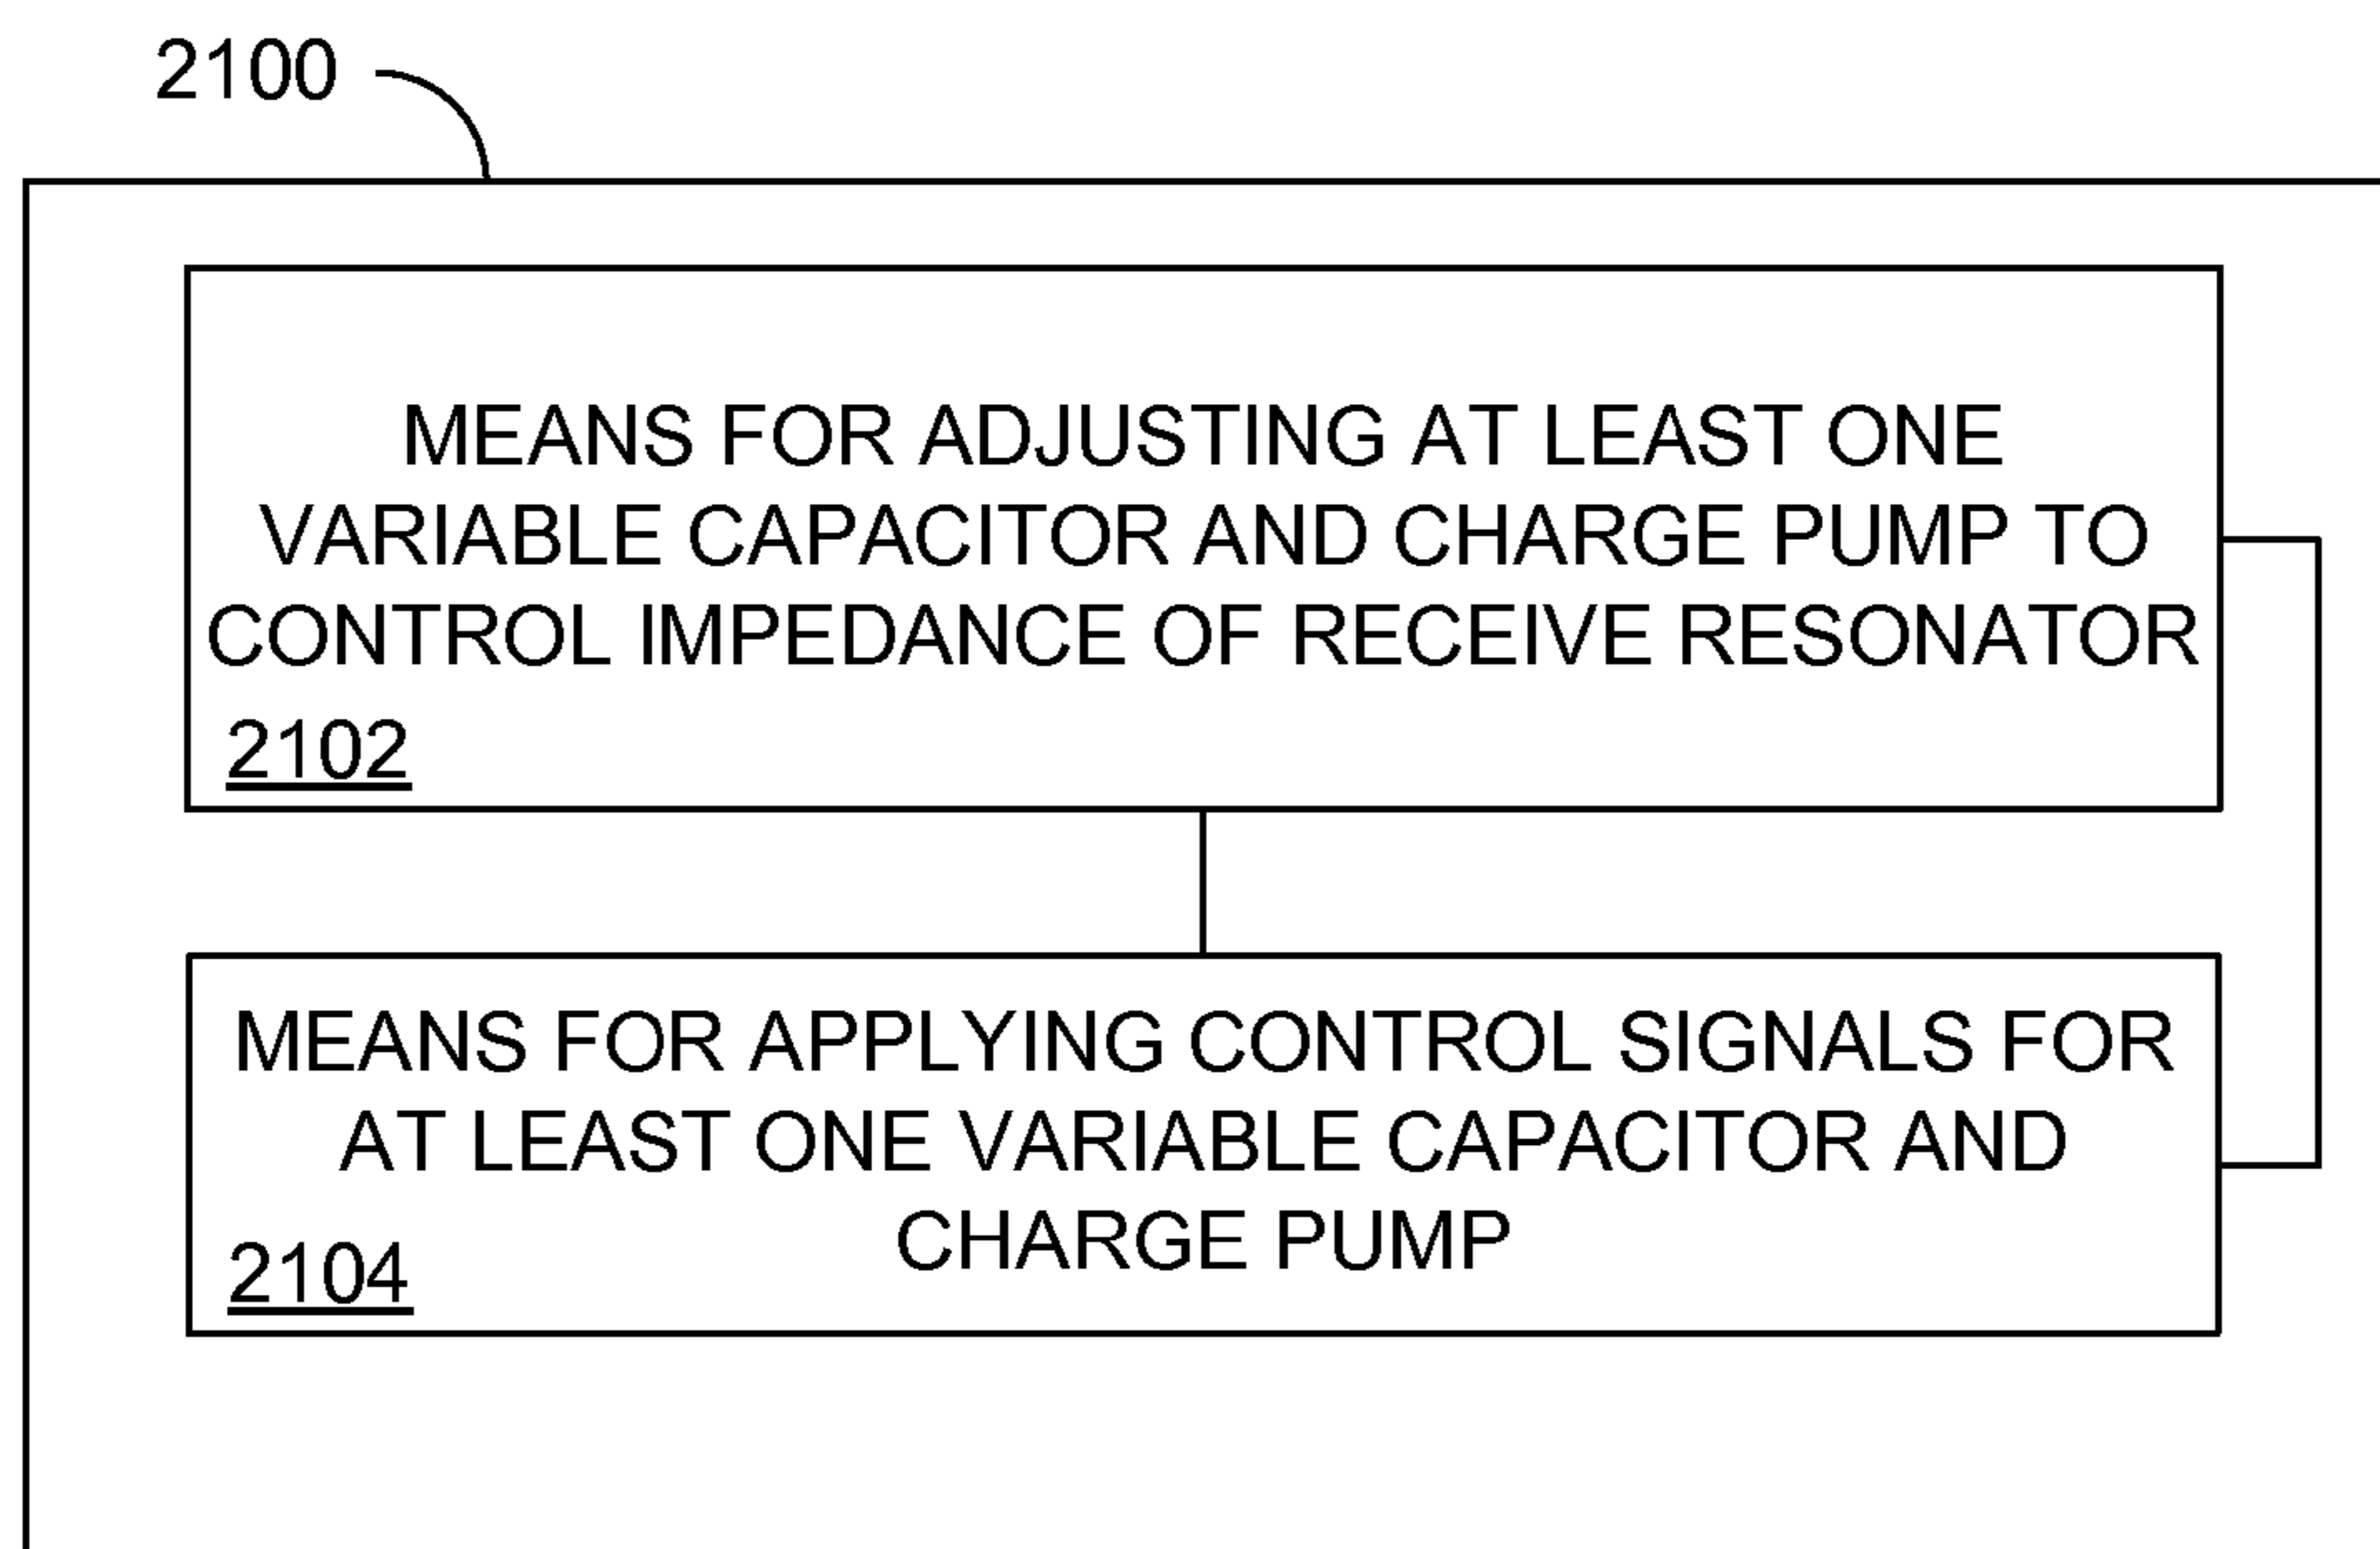 2100
MEANS FOR ADJUSTING AT LEAST ONE
VARIABLE CAPACITOR AND CHARGE PUMP TO
CONTROL IMPEDANCE OF RECEIVE RESONATOR
2102
MEANS FOR APPLYING CONTROL SIGNALS FOR
AT LEAST ONE VARIABLE CAPACITOR AND
CHARGE PUMP
2104